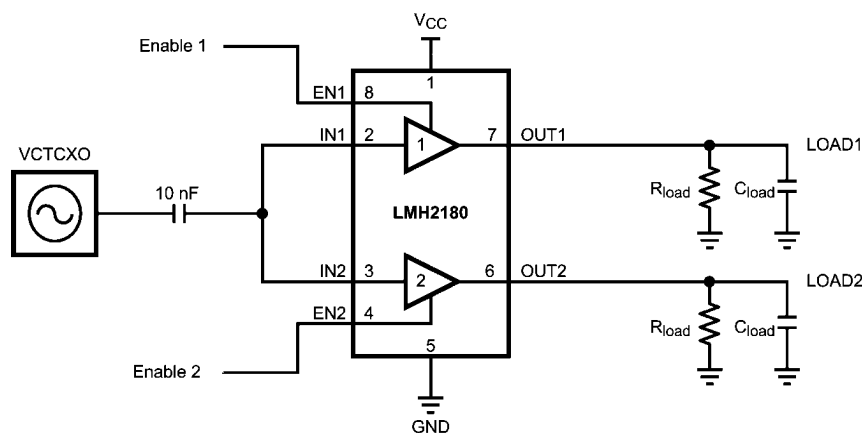 VCC
Enable 1
1
EN1 8
IN1 2 1 7 OUT1 LOAD1
VCTCXO
10 nF
Rload Cload
LMH2180
IN2 3 2 6 OUT2 LOAD2
EN2 4
Rload Cload
5
Enable 2
GND